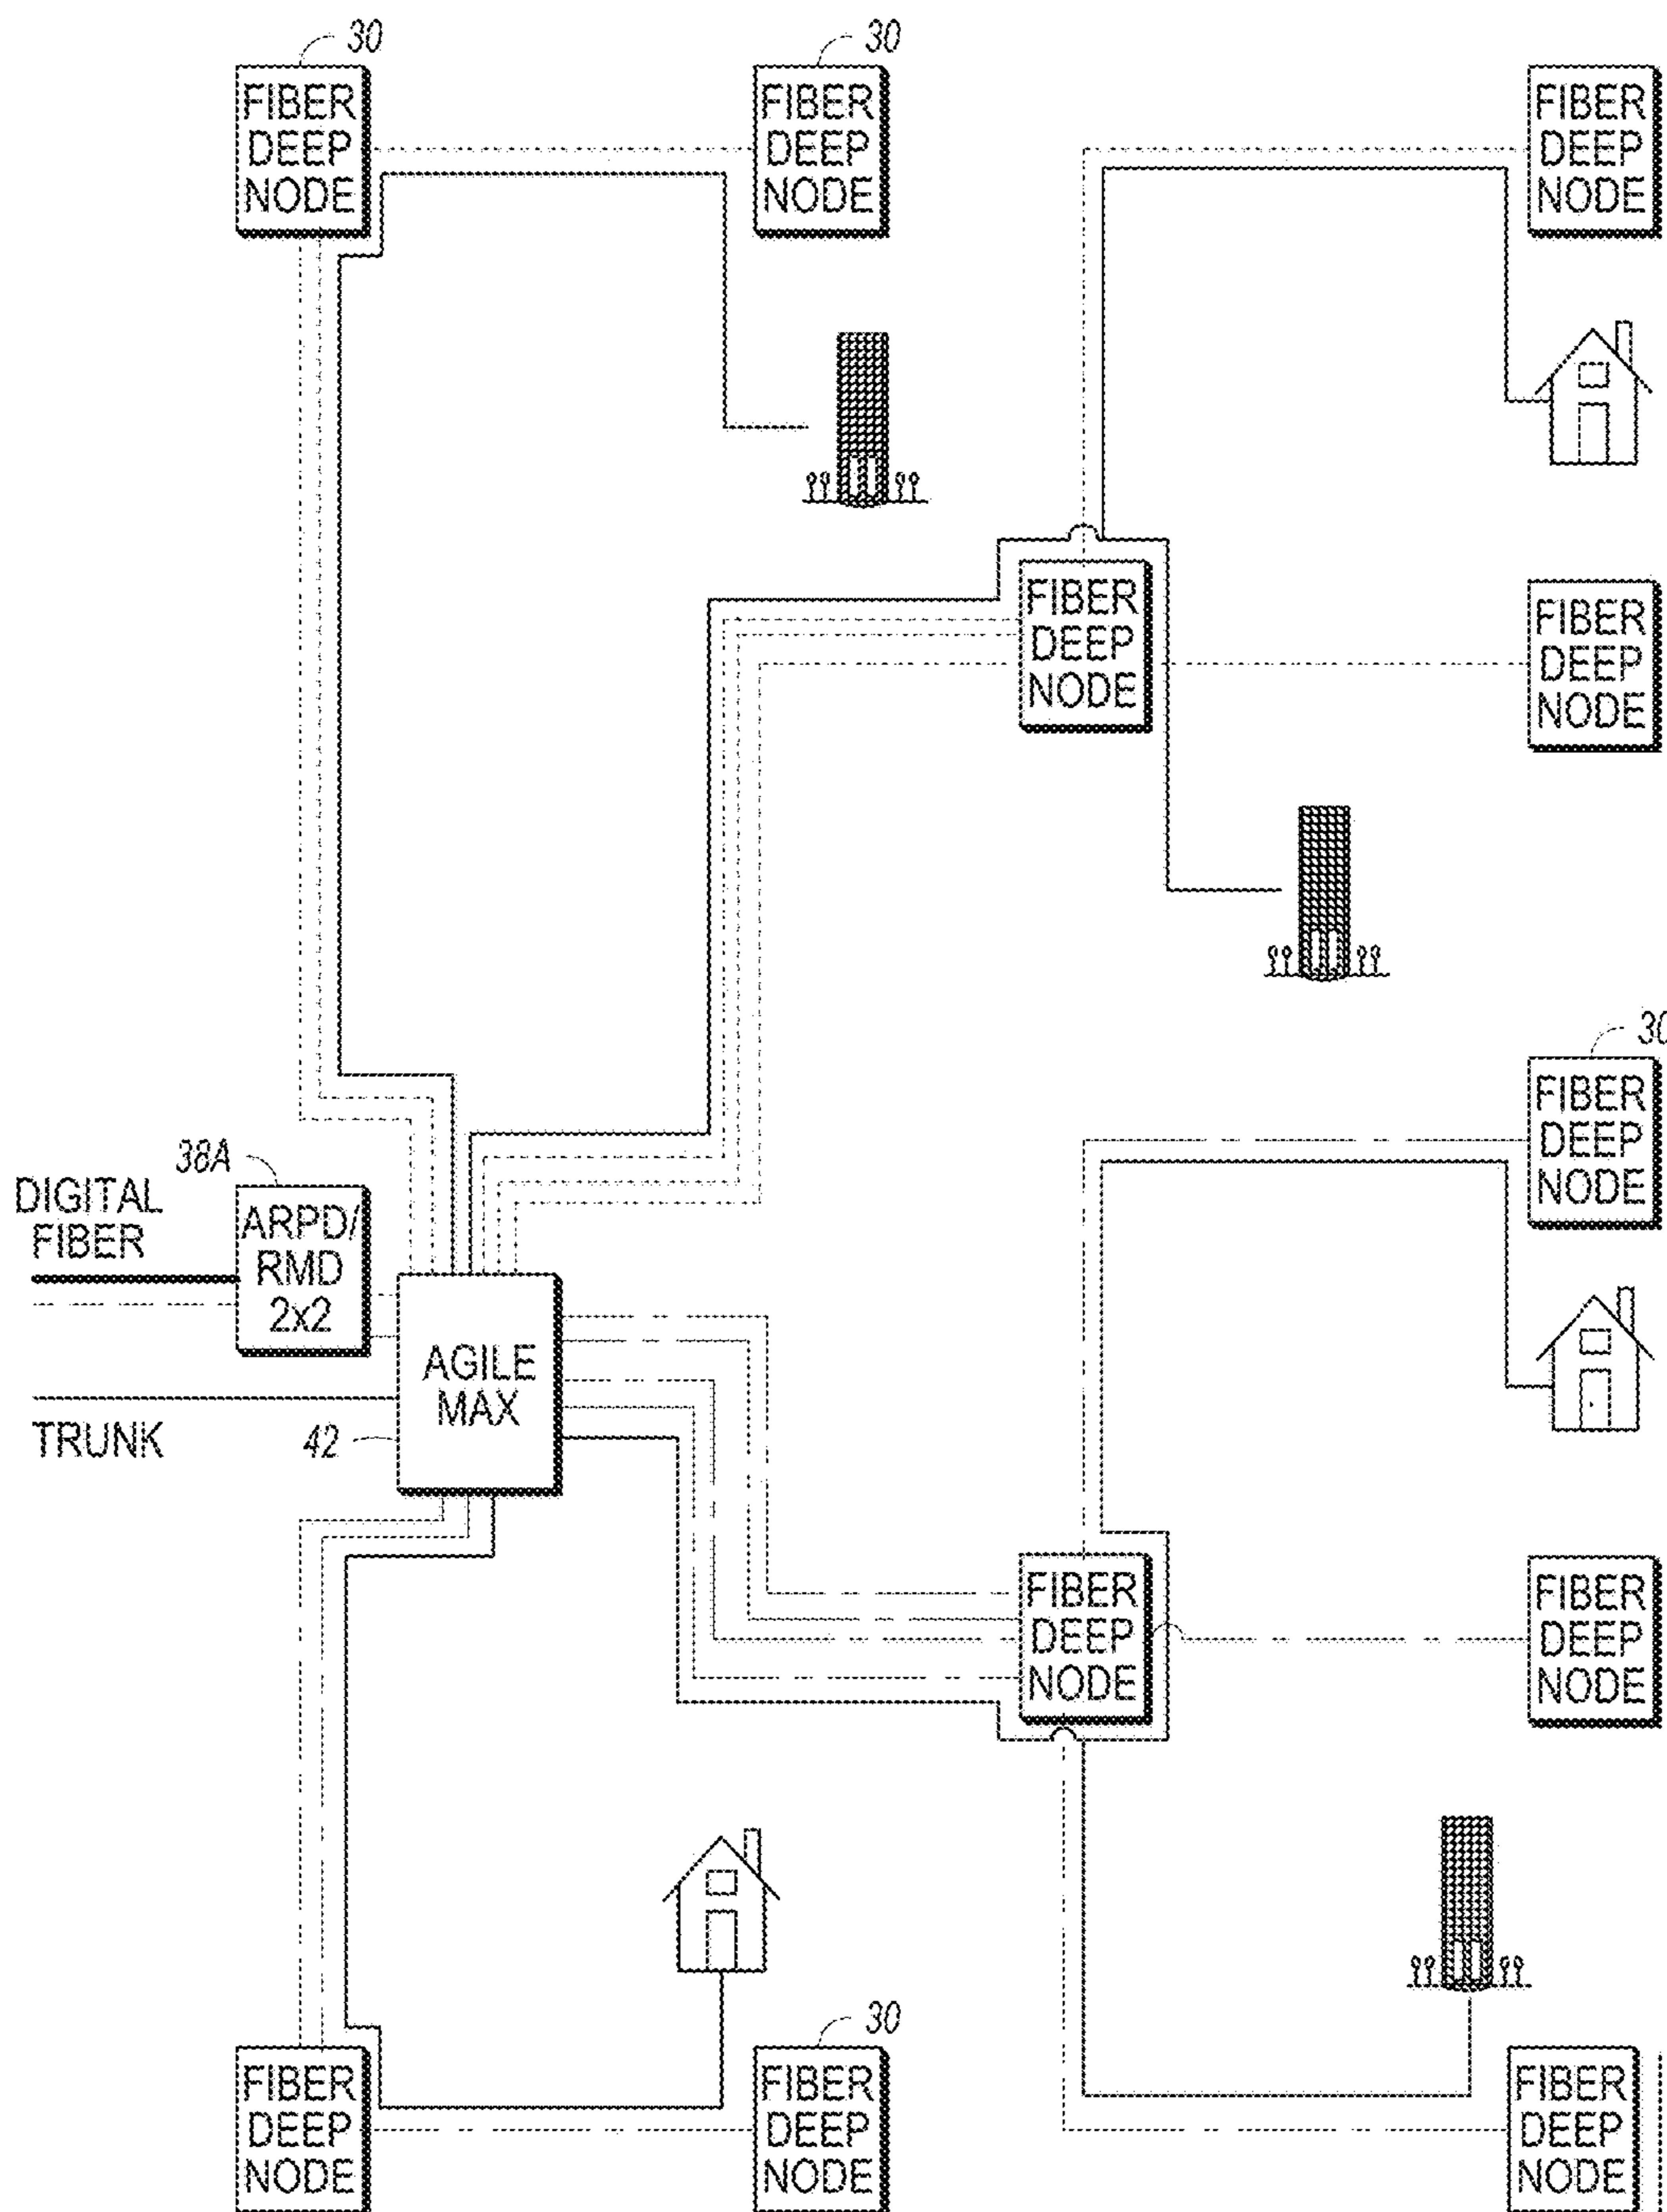 30
30
FIBER
DEEP
NODE
FIBER
DEEP
NODE
FIBER
DEEP
NODE
FIBER
DEEP
NODE
FIBER
DEEP
NODE
30
FIBER
DEEP
NODE
38A
DIGITAL
FIBER
ARPD/
RMD
2x2
AGILE
MAX
TRUNK
42
FIBER
DEEP
NODE
FIBER
DEEP
NODE
30
FIBER
DEEP
NODE
FIBER
DEEP
NODE
FIBER
DEEP
NODE